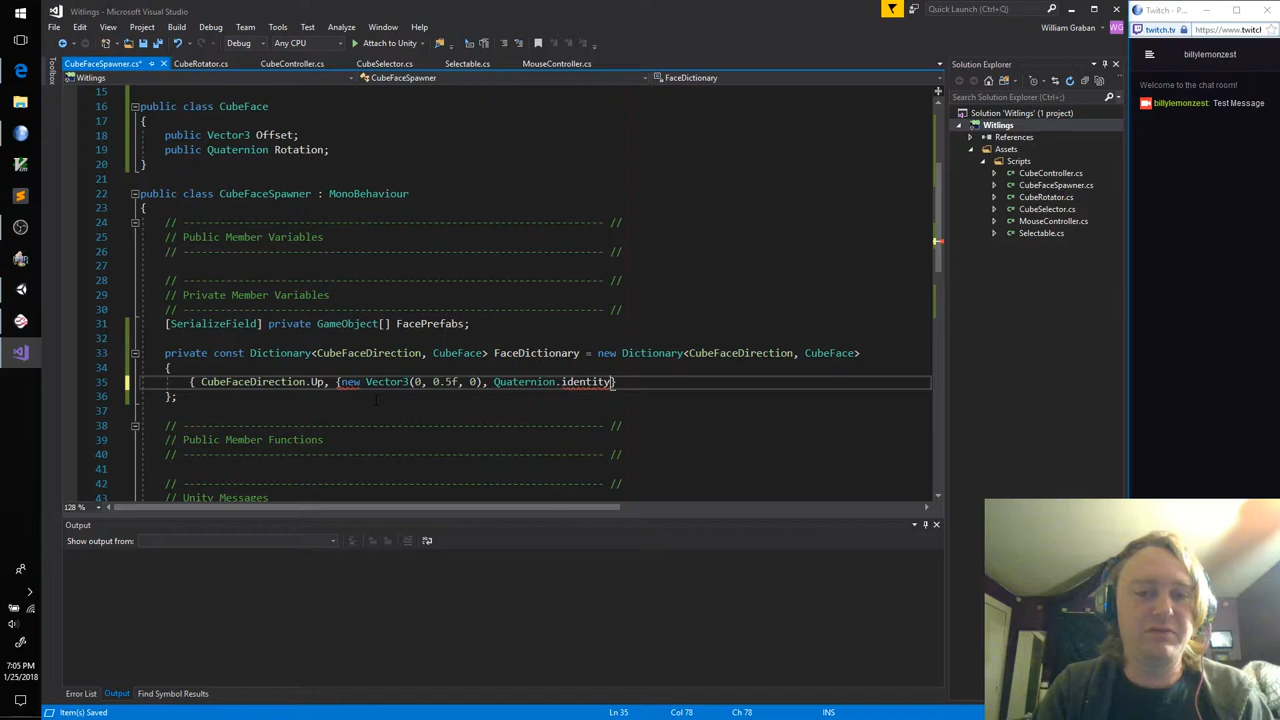 Witlings - Microsoft Visual Studio
Quick Launch (Ctrl+Q)
File Edit View Project Build Debug Team Tools Test Analyze Window Help
William Graban WG
Debug Any CPU Attach to Unity
CubeFaceSpawner.cs* CubeRotator.cs CubeController.cs CubeSelector.cs Selectable.cs MouseController.cs
Witlings CubeFaceSpawner FaceDictionary
Toolbox
15
16 public class CubeFace
17 {
18 public Vector3 Offset;
19 public Quaternion Rotation;
20 }
21
22 public class CubeFaceSpawner : MonoBehaviour
23 {
24 // ---------------------------------------------------------------------- //
25 // Public Member Variables
26 // ---------------------------------------------------------------------- //
27
28 // ---------------------------------------------------------------------- //
29 // Private Member Variables
30 // ---------------------------------------------------------------------- //
31 [SerializeField] private GameObject[] FacePrefabs;
32
33 private const Dictionary<CubeFaceDirection, CubeFace> FaceDictionary = new Dictionary<CubeFaceDirection, CubeFace>
34 {
35 { CubeFaceDirection.Up, {new Vector3(0, 0.5f, 0), Quaternion.identity}
36 };
37
38 // ---------------------------------------------------------------------- //
39 // Public Member Functions
40 // ---------------------------------------------------------------------- //
41
42 // ---------------------------------------------------------------------- //
43 // Unity Messages
128 %
Output
Show output from:
Error List Output Find Symbol Results
Item(s) Saved Ln 35 Col 78 Ch 78 INS
Solution Explorer
Search Solution Explorer (Ctrl+;)
Solution 'Witlings' (1 project)
Witlings
References
Assets
Scripts
CubeController.cs
CubeFaceSpawner.cs
CubeRotator.cs
CubeSelector.cs
MouseController.cs
Selectable.cs
Twitch - P...
twitch.tv https://www.twitcl
billylemonzest
Welcome to the chat room!
billylemonzest: Test Message
7:05 PM
1/25/2018